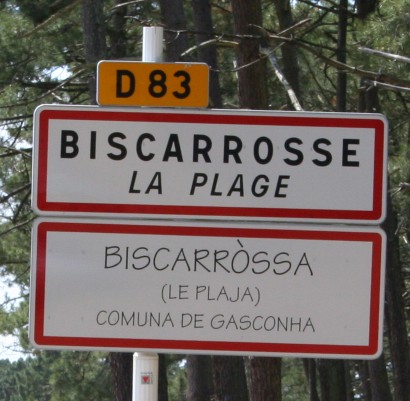 D 83
BISCARROSSE
LA PLAGE
BISCARRÒSSA
(LE PLAJA)
COMUNA DE GASCONHA